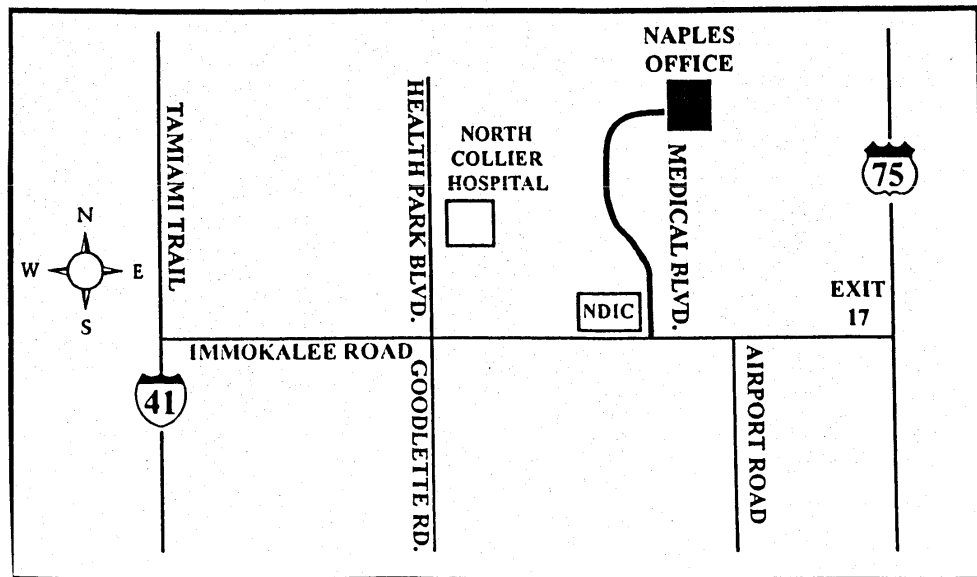 NAPLES
OFFICE
TAMIAMI TRAIL
HEALTH PARK BLVD.
NORTH
COLLIER
HOSPITAL
MEDICAL BLVD.
75
N
W
E
S
NDIC
EXIT
17
IMMOKALEE ROAD
41
GOODLETTE RD.
AIRPORT ROAD